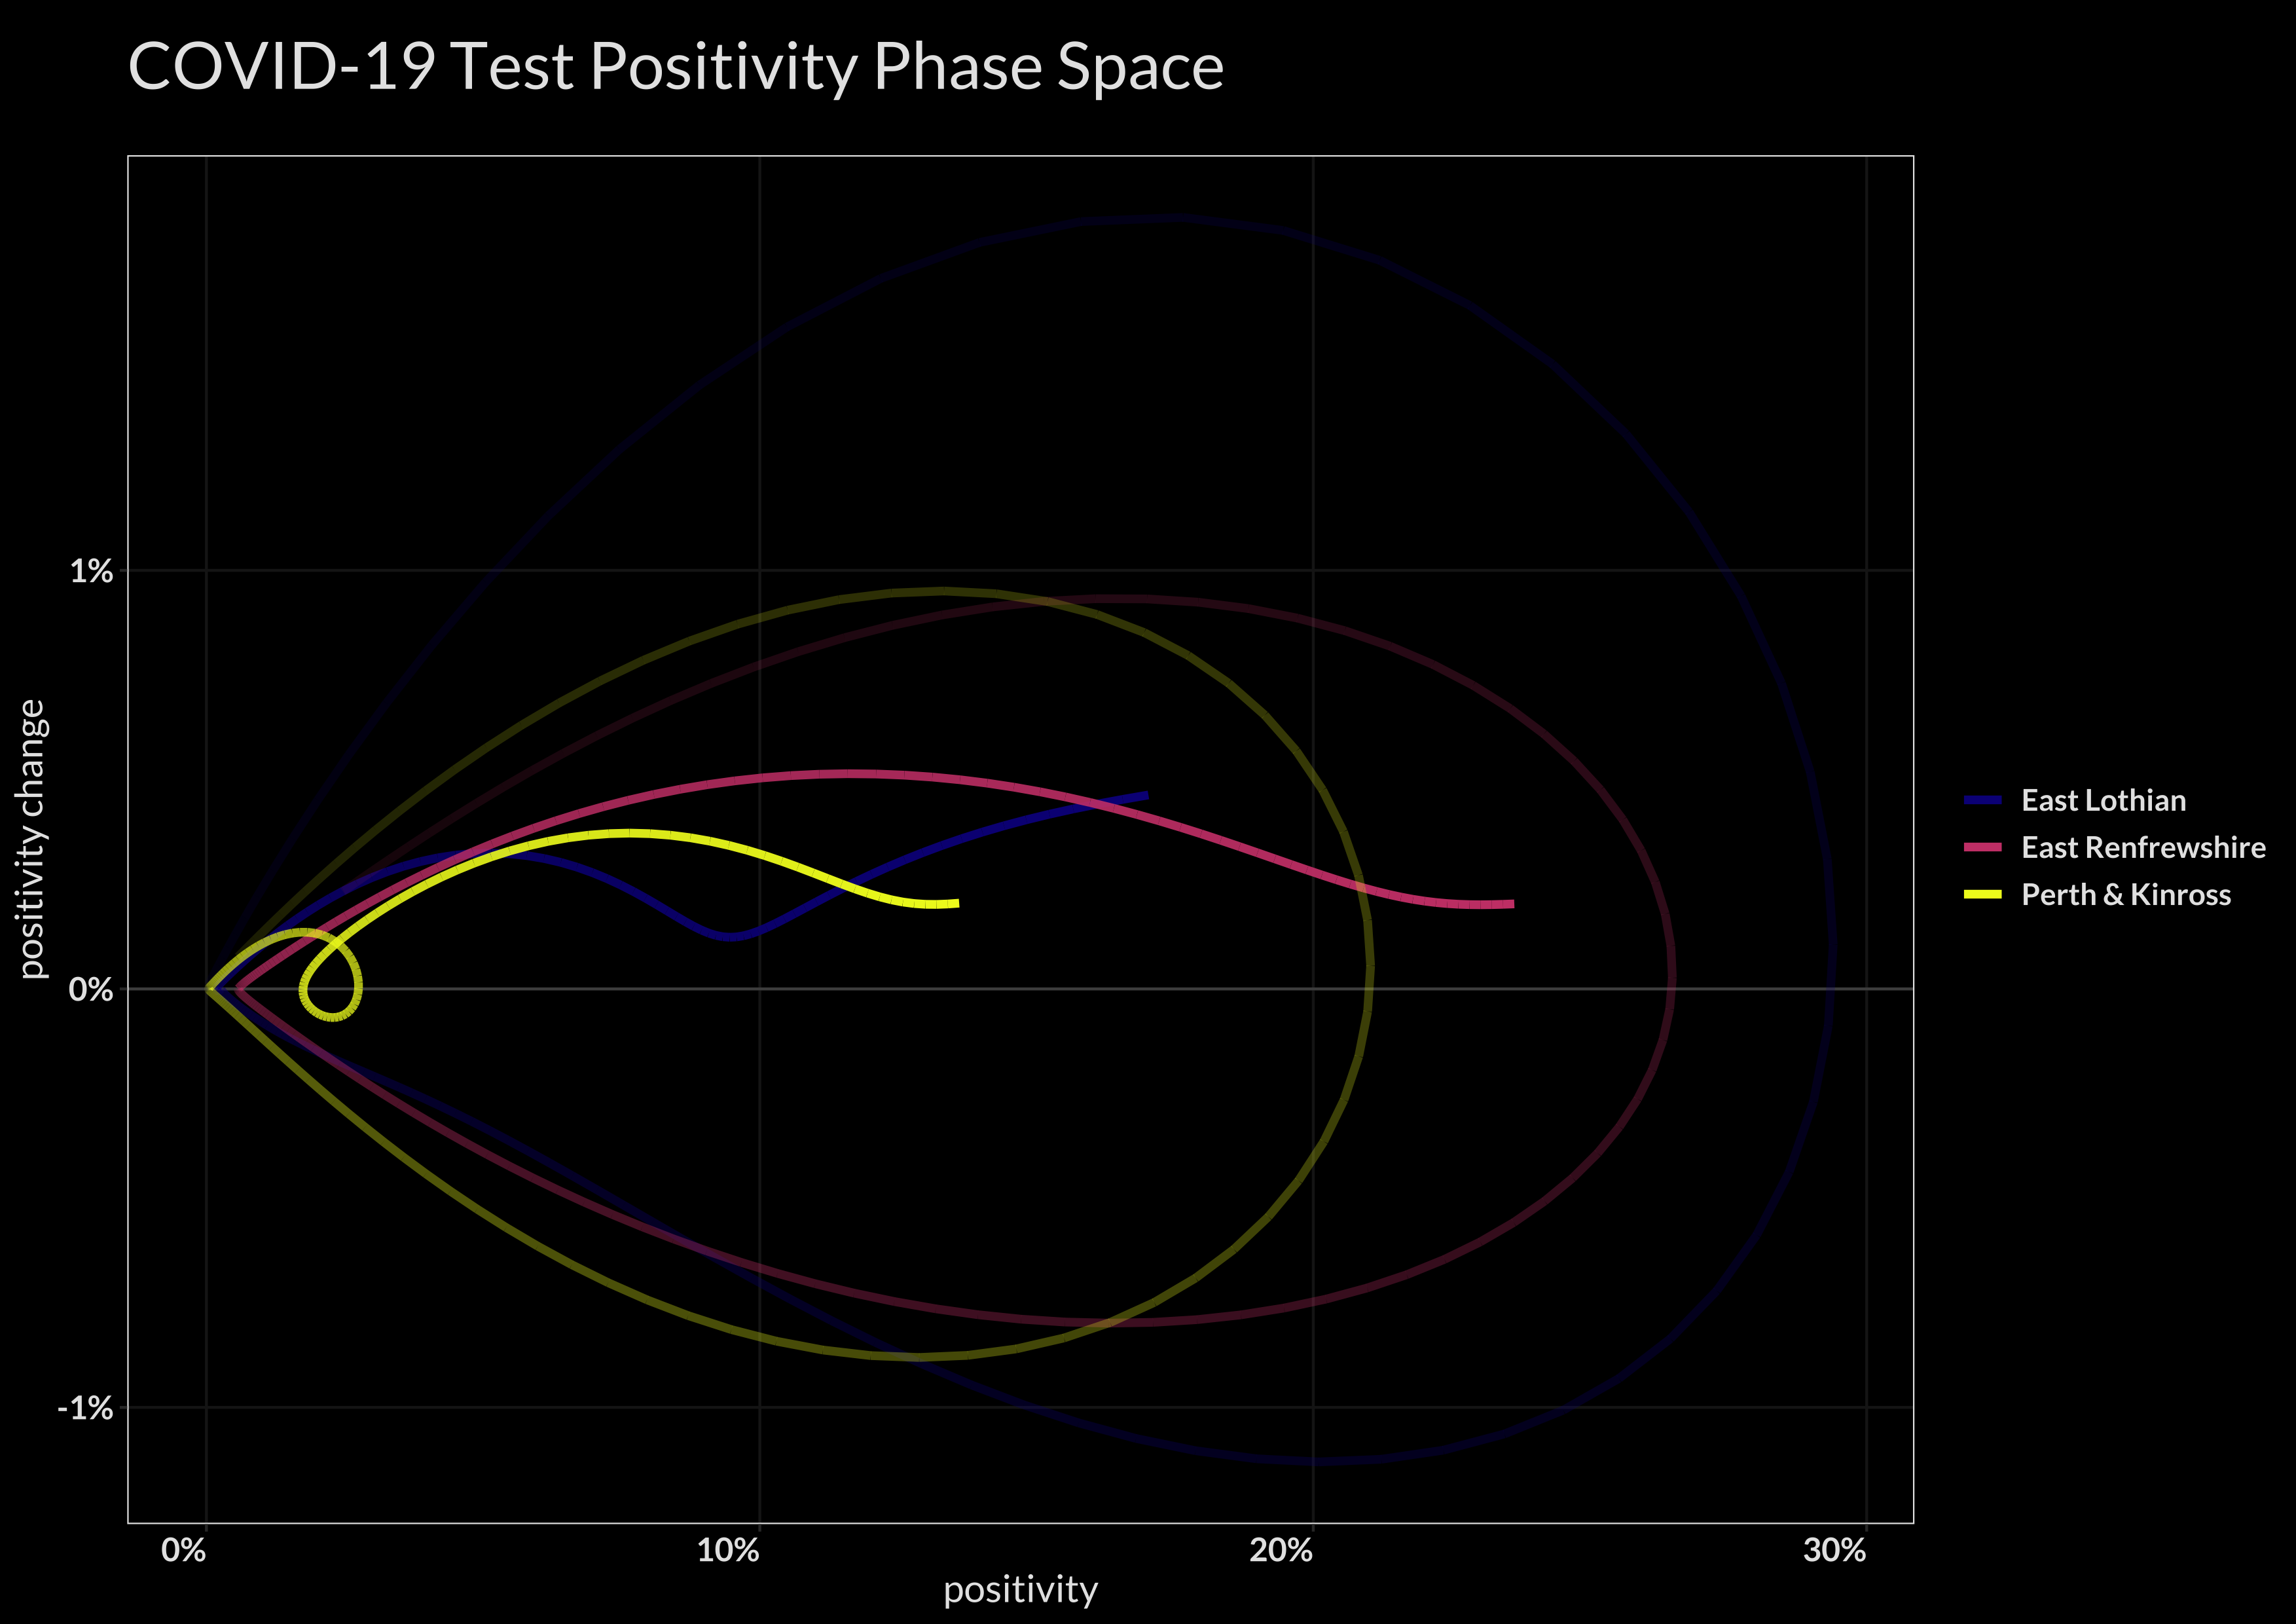 COVID-19 Test Positivity Phase Space
positivity change
1%
0%
-1%
0%
10%
20%
30%
positivity
East Lothian
East Renfrewshire
Perth & Kinross